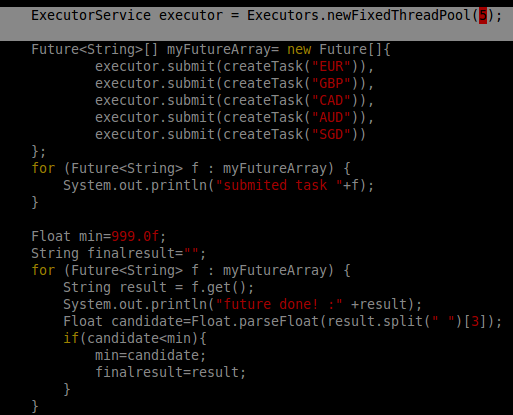 ExecutorService executor = Executors.newFixedThreadPool(5);
Future<String>[] myFutureArray= new Future[]{
executor.submit(createTask("EUR")),
executor.submit(createTask("GBP")),
executor.submit(createTask("CAD")),
executor.submit(createTask("AUD")),
executor.submit(createTask("SGD"))
};
for (Future<String> f : myFutureArray) {
System.out.println("submited task "+f);
}
Float min=999.0f;
String finalresult="";
for (Future<String> f : myFutureArray) {
String result = f.get();
System.out.println("future done! :" +result);
Float candidate=Float.parseFloat(result.split(" ")[3]);
if(candidate<min){
min=candidate;
finalresult=result;
}
}